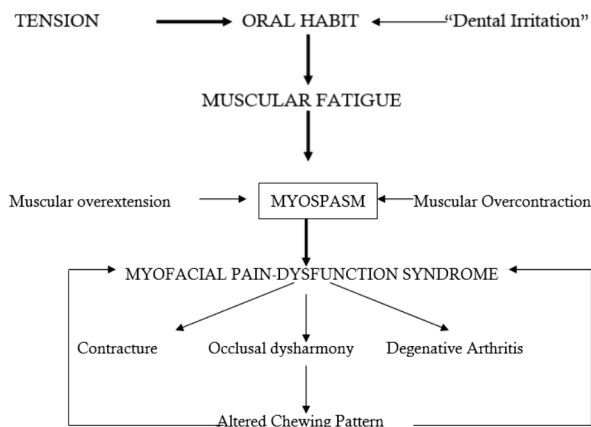 TENSION ORAL HABIT “Dental Irritation”
MUSCULAR FATIGUE
Muscular overextension MYOSPASM Muscular Overcontraction
MYOFACIAL PAIN-DYSFUNCTION SYNDROME
Contracture Occlusal dysharmony Degenative Arthritis
Altered Chewing Pattern